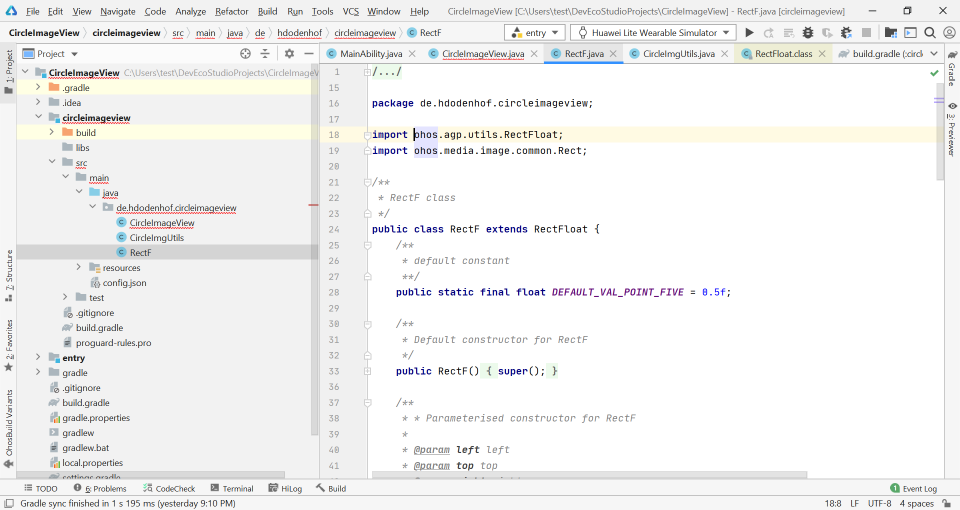 File Edit View Navigate Code Analyze Refactor Build Run Tools VCS Window Help CircleImageView [C:\test\DevEcoStudioProjects\CircleImageView] - RectF.java [circleimageview]
CircleImageView circleimageview src main java de hdodenhof circleimageview RectF entry Huawei Lite Wearable Simulator
Project
MainAbility.java CircleImageView.java RectF.java CircleImgUtils.java RectFloat.class build.gradle (:circl
1: Project
CircleImageView C:\Users\test\DevEcoStudioProjects\CircleImageV
.gradle
.idea
circleimageview
build
libs
src
main
java
de.hdodenhof.circleimageview
CircleImageView
CircleImgUtils
RectF
resources
config.json
test
.gitignore
build.gradle
proguard-rules.pro
entry
gradle
.gitignore
build.gradle
gradle.properties
gradlew
gradlew.bat
local.properties
settings.gradle
7: Structure
2: Favorites
OhosBuild Variants
1 /.../
15
16 package de.hdodenhof.circleimageview;
17
18 import ohos.agp.utils.RectFloat;
19 import ohos.media.image.common.Rect;
20
21 /**
22 * RectF class
23 */
24 public class RectF extends RectFloat {
25 /**
26 * default constant
27 **/
28 public static final float DEFAULT_VAL_POINT_FIVE = 0.5f;
29
30 /**
31 * Default constructor for RectF
32 */
33 public RectF() { super(); }
36
37 /**
38 * * Parameterised constructor for RectF
39 *
40 * @param left left
41 * @param top top
Gradle
3: Previewer
TODO 6: Problems CodeCheck Terminal HiLog Build 1 Event Log
Gradle sync finished in 1 s 195 ms (yesterday 9:10 PM) 18:8 LF UTF-8 4 spaces